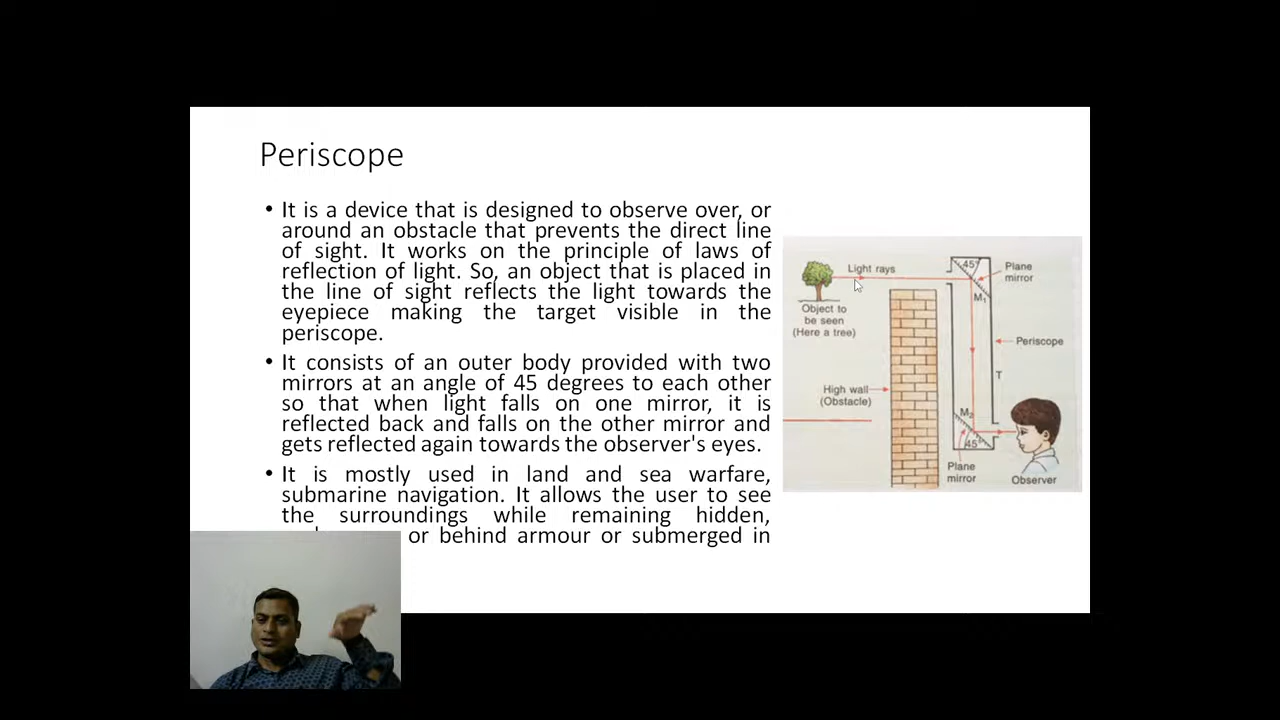 Periscope
• It is a device that is designed to observe over, or
around an obstacle that prevents the direct line
of sight. It works on the principle of laws of
reflection of light. So, an object that is placed in
the line of sight reflects the light towards the
eyepiece making the target visible in the
periscope.
• It consists of an outer body provided with two
mirrors at an angle of 45 degrees to each other
so that when light falls on one mirror, it is
reflected back and falls on the other mirror and
gets reflected again towards the observer's eyes.
• It is mostly used in land and sea warfare,
submarine navigation. It allows the user to see
the surroundings while remaining hidden,
or behind armour or submerged in
Light rays
45°
Plane
mirror
M₁
Object to
be seen
(Here a tree)
Periscope
T
High wall
(Obstacle)
M₂
45°
Plane
mirror
Observer